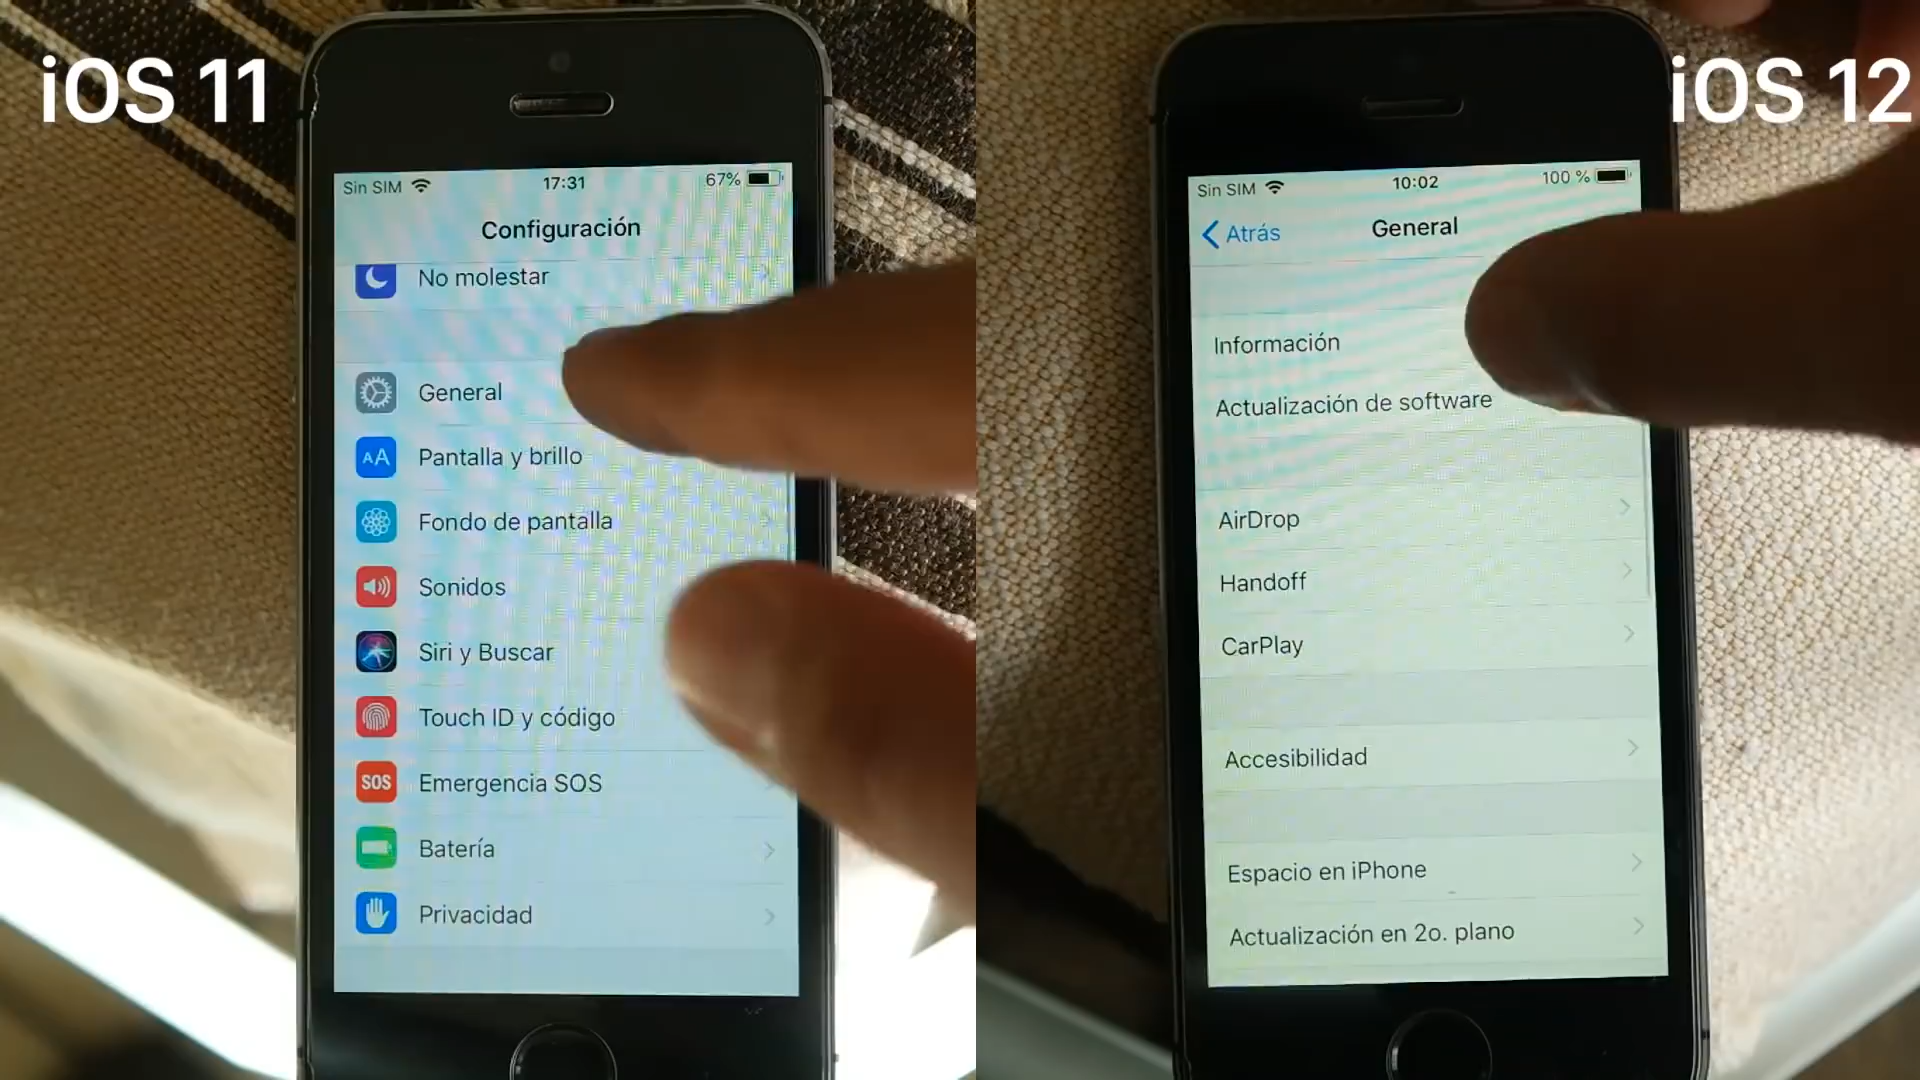 iOS 11
Sin SIM
17:31
67%
Configuración
No molestar
General
AA Pantalla y brillo
Fondo de pantalla
Sonidos
Siri y Buscar
Touch ID y código
SOS Emergencia SOS
Batería
Privacidad
iOS 12
Sin SIM
10:02
100 %
Atrás
General
Información
Actualización de software
AirDrop
Handoff
CarPlay
Accesibilidad
Espacio en iPhone
Actualización en 2o. plano